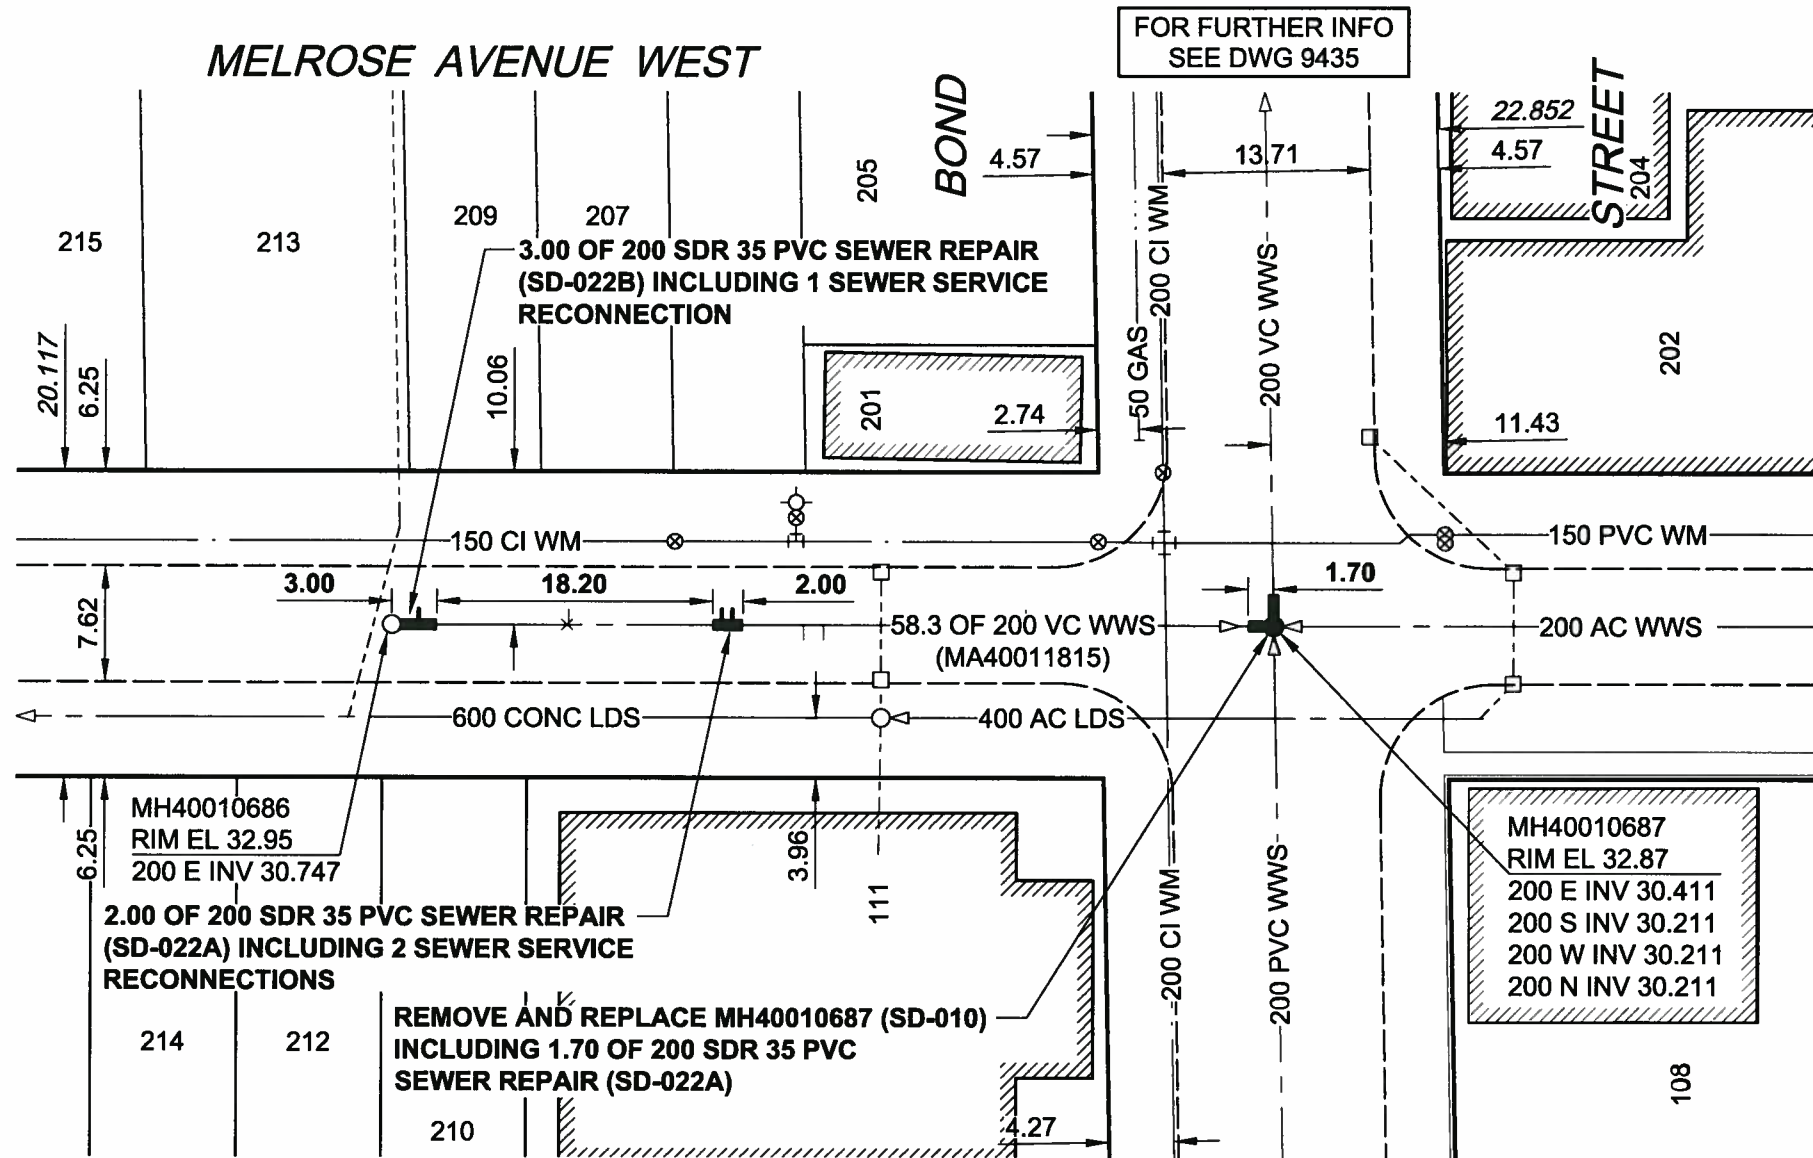 FOR FURTHER INFO
SEE DWG 9435
MELROSE AVENUE WEST
BOND
STREET
22.852
4.57
13.71
4.57
204
205
215
213
209
207
3.00 OF 200 SDR 35 PVC SEWER REPAIR
(SD-022B) INCLUDING 1 SEWER SERVICE
RECONNECTION
200 CI WM
200 VC WWS
50 GAS
202
20.117
6.25
10.06
201
2.74
11.43
150 CI WM
150 PVC WM
3.00
18.20
2.00
1.70
7.62
58.3 OF 200 VC WWS
(MA40011815)
200 AC WWS
600 CONC LDS
400 AC LDS
MH40010686
RIM EL 32.95
200 E INV 30.747
6.25
3.96
111
MH40010687
RIM EL 32.87
200 E INV 30.411
200 S INV 30.211
200 W INV 30.211
200 N INV 30.211
200 CI WM
200 PVC WWS
2.00 OF 200 SDR 35 PVC SEWER REPAIR
(SD-022A) INCLUDING 2 SEWER SERVICE
RECONNECTIONS
REMOVE AND REPLACE MH40010687 (SD-010)
INCLUDING 1.70 OF 200 SDR 35 PVC
SEWER REPAIR (SD-022A)
214
212
210
4.27
108